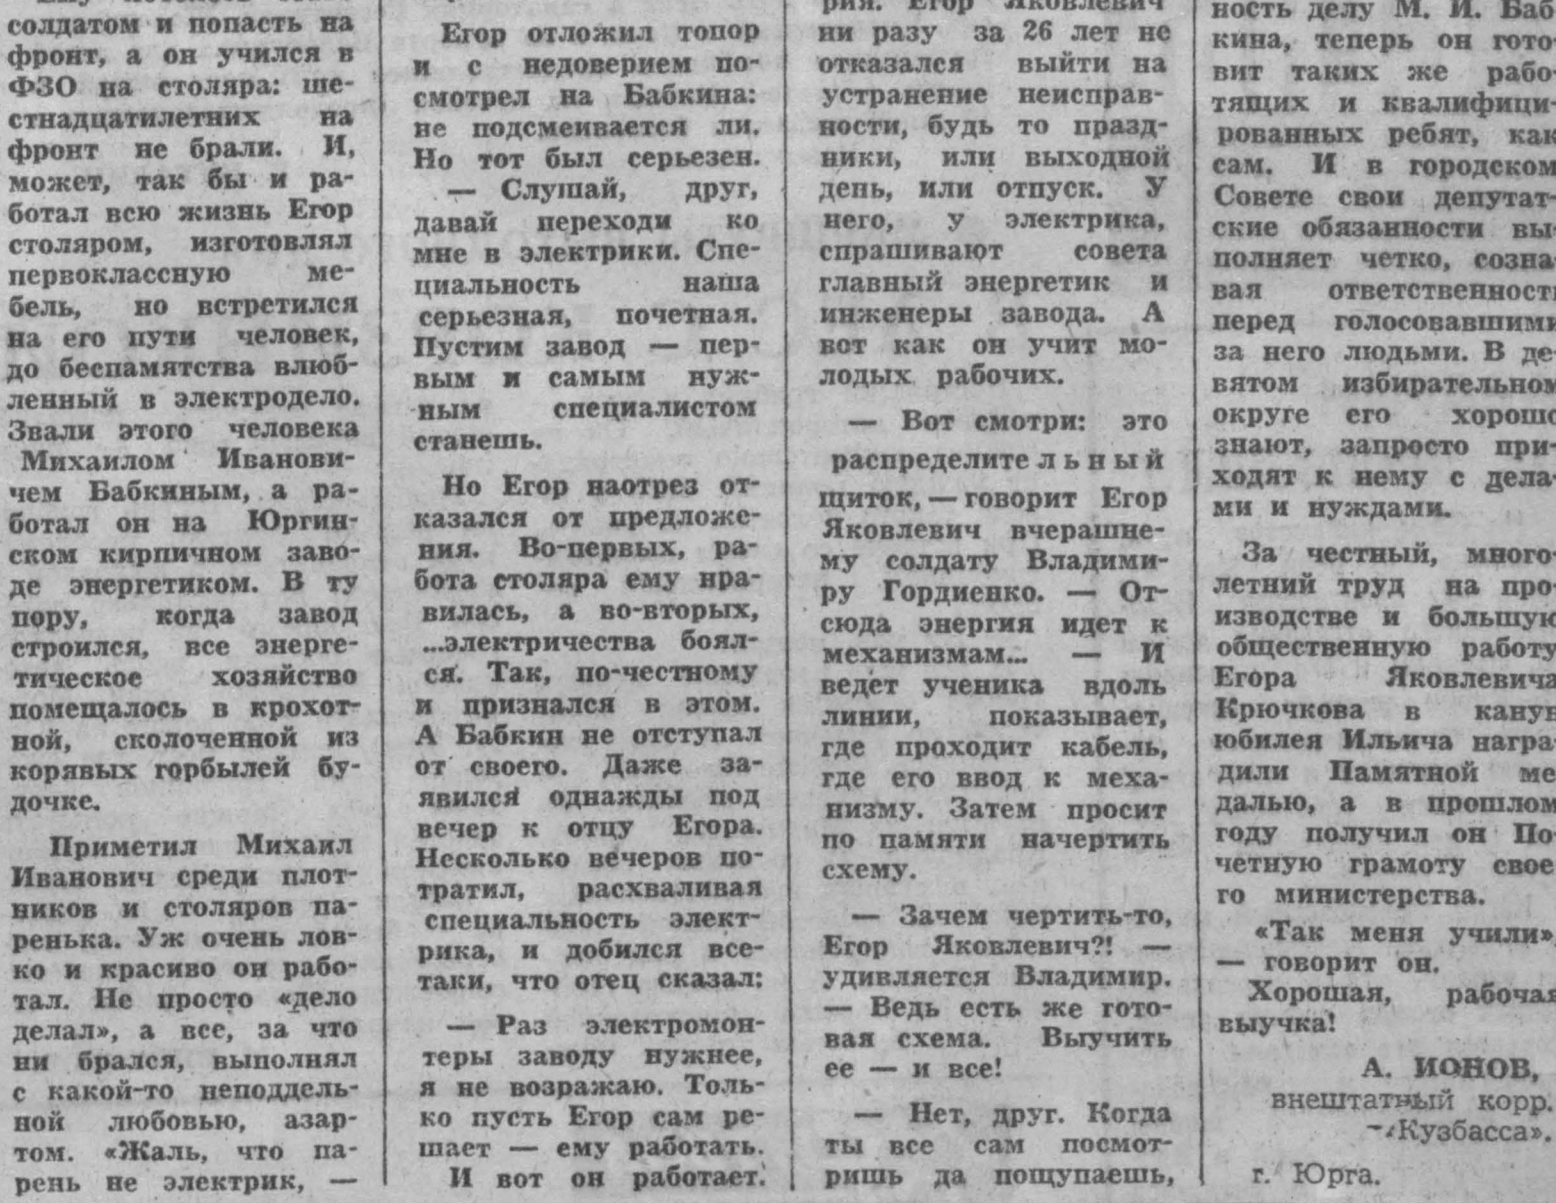 солдатом и попасть на
фронт, а он учился в
ФЗО на столяра: ше-
стнадцатилетних на
фронт не брали. И,
может, так бы и ра-
ботал всю жизнь Егор
столяром, изготовлял
первоклассную ме-
бель, но встретился
на его пути человек,
до беспамятства влюб-
ленный в электродело.
Звали этого человека
Михаилом Иванови-
чем Бабкиным, а ра-
ботал он на Юргин-
ском кирпичном заво-
де энергетиком. В ту
пору, когда завод
строился, все энерге-
тическое хозяйство
помещалось в крохот-
ной, сколоченной из
корявых горбылей бу-
дочке.
Приметил Михаил
Иванович среди плот-
ников и столяров па-
ренька. Уж очень лов-
ко и красиво он рабо-
тал. Не просто «дело
делал», а все, за что
ни брался, выполнял
с какой-то неподдель-
ной любовью, азар-
том. «Жаль, что па-
рень не электрик, —
Егор отложил топор
и с недоверием по-
смотрел на Бабкина:
не подсмеивается ли.
Но тот был серьезен.
— Слушай, друг,
давай переходи ко
мне в электрики. Спе-
циальность наша
серьезная, почетная.
Пустим завод — пер-
вым и самым нуж-
ным специалистом
станешь.
Но Егор наотрез от-
казался от предложе-
ния. Во-первых, ра-
бота столяра ему нра-
вилась, а во-вторых,
...электричества боял-
ся. Так, по-честному
и признался в этом.
А Бабкин не отступал
от своего. Даже за-
явился однажды под
вечер к отцу Егора.
Несколько вечеров по-
тратил, расхваливая
специальность элект-
рика, и добился все-
таки, что отец сказал:
— Раз электромон-
теры заводу нужнее,
я не возражаю. Толь-
ко пусть Егор сам ре-
шает — ему работать.
И вот он работает.
рия. Егор Яковлевич
ни разу за 26 лет не
отказался выйти на
устранение неисправ-
ности, будь то празд-
ники, или выходной
день, или отпуск. У
него, у электрика,
спрашивают совета
главный энергетик и
инженеры завода. А
вот как он учит мо-
лодых рабочих.
— Вот смотри: это
распределительный
щиток, — говорит Егор
Яковлевич вчерашне-
му солдату Владими-
ру Гордиенко. — От-
сюда энергия идет к
механизмам... — И
ведет ученика вдоль
линии, показывает,
где проходит кабель,
где его ввод к меха-
низму. Затем просит
по памяти начертить
схему.
— Зачем чертить-то,
Егор Яковлевич?! —
удивляется Владимир.
— Ведь есть же гото-
вая схема. Выучить
ее — и все!
— Нет, друг. Когда
ты все сам посмот-
ришь да пощупаешь,
ность делу М. И. Баб-
кина, теперь он гото-
вит таких же рабо-
тящих и квалифици-
рованных ребят, как
сам. И в городском
Совете свои депутат-
ские обязанности вы-
полняет четко, созна-
вая ответственность
перед голосовавшими
за него людьми. В де-
вятом избирательном
округе его хорошо
знают, запросто при-
ходят к нему с дела-
ми и нуждами.
За честный, много-
летний труд на про-
изводстве и большую
общественную работу
Егора Яковлевича
Крючкова в канун
юбилея Ильича награ-
дили Памятной ме-
далью, а в прошлом
году получил он По-
четную грамоту свое-
го министерства.
«Так меня учили»,
— говорит он.
Хорошая, рабочая
выучка!
А. ИОНОВ,
внештатный корр.
«Кузбасса».
г. Юрга.